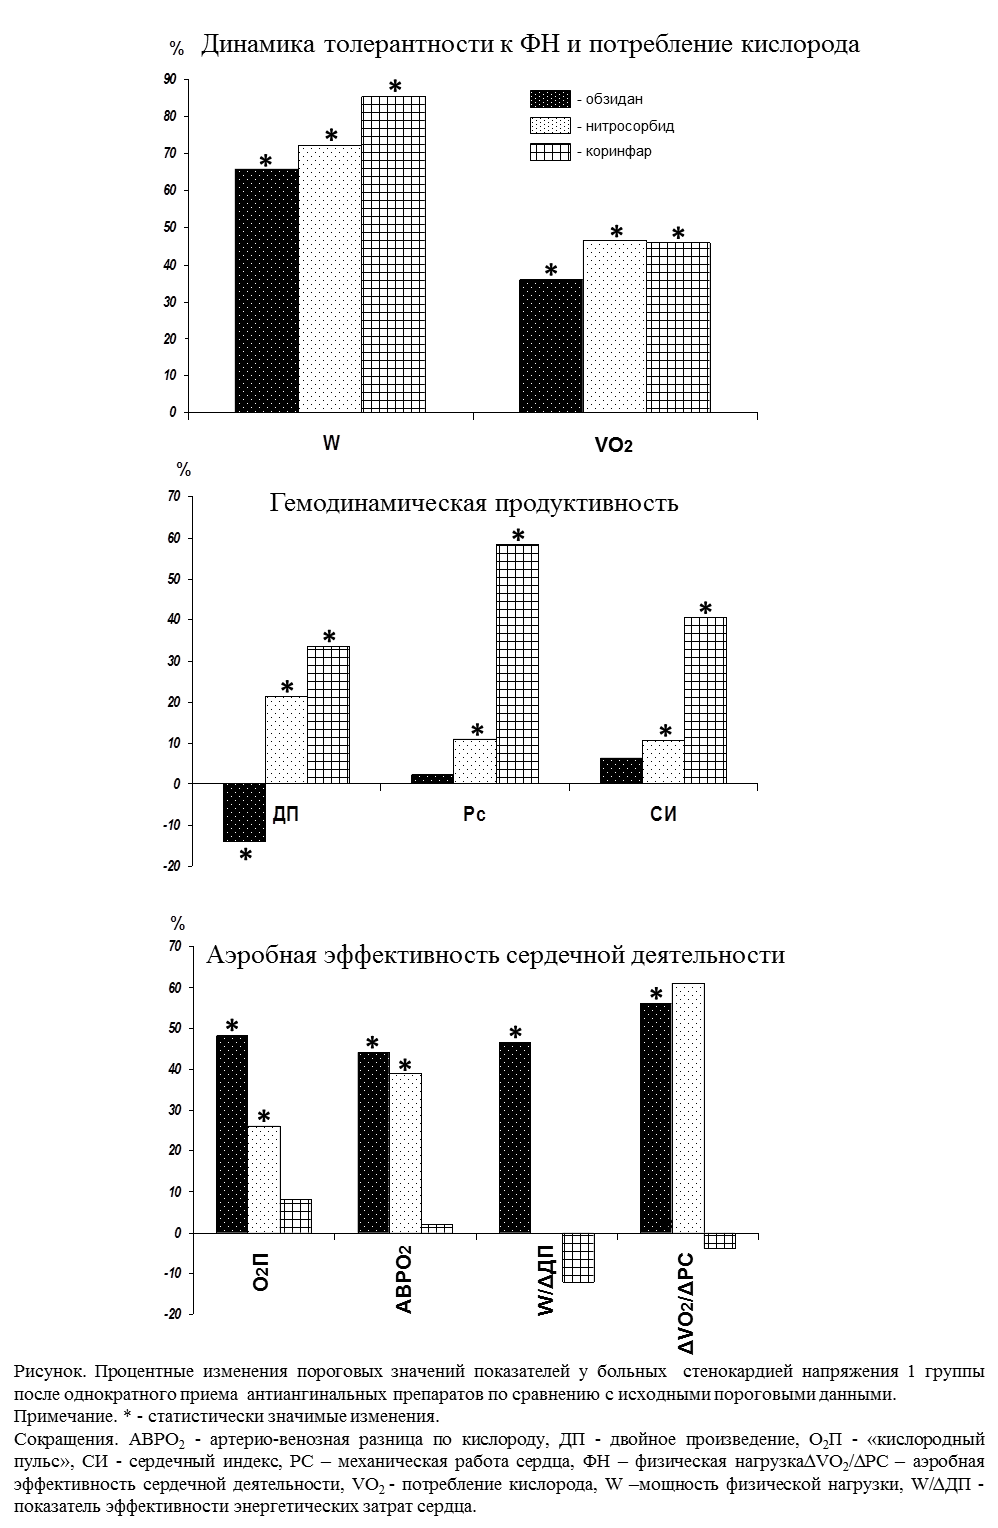 % Динамика толерантности к ФН и потребление кислорода
90
80
70
60
50
40
30
20
10
0
*
*
*
*
*
*
- обзидан
- нитросорбид
- коринфар
W VO2
%
Гемодинамическая продуктивность
70
60
50
40
30
20
10
0
-10
-20
*
*
*
*
*
*
*
ДП Рс СИ
%
Аэробная эффективность сердечной деятельности
70
60
50
40
30
20
10
0
-10
-20
*
*
*
*
*
*
О2П
АВРО2
W/ΔДП
ΔVO2/ΔРС
Рисунок. Процентные изменения пороговых значений показателей у больных стенокардией напряжения 1 группы
после однократного приема антиангинальных препаратов по сравнению с исходными пороговыми данными.
Примечание. * - статистически значимые изменения.
Сокращения. АВРО2 - артерио-венозная разница по кислороду, ДП - двойное произведение, О2П - «кислородный
пульс», СИ - сердечный индекс, РС – механическая работа сердца, ФН – физическая нагрузкаΔVO2/ΔРС – аэробная
эффективность сердечной деятельности, VO2 - потребление кислорода, W –мощность физической нагрузки, W/ΔДП -
показатель эффективности энергетических затрат сердца.